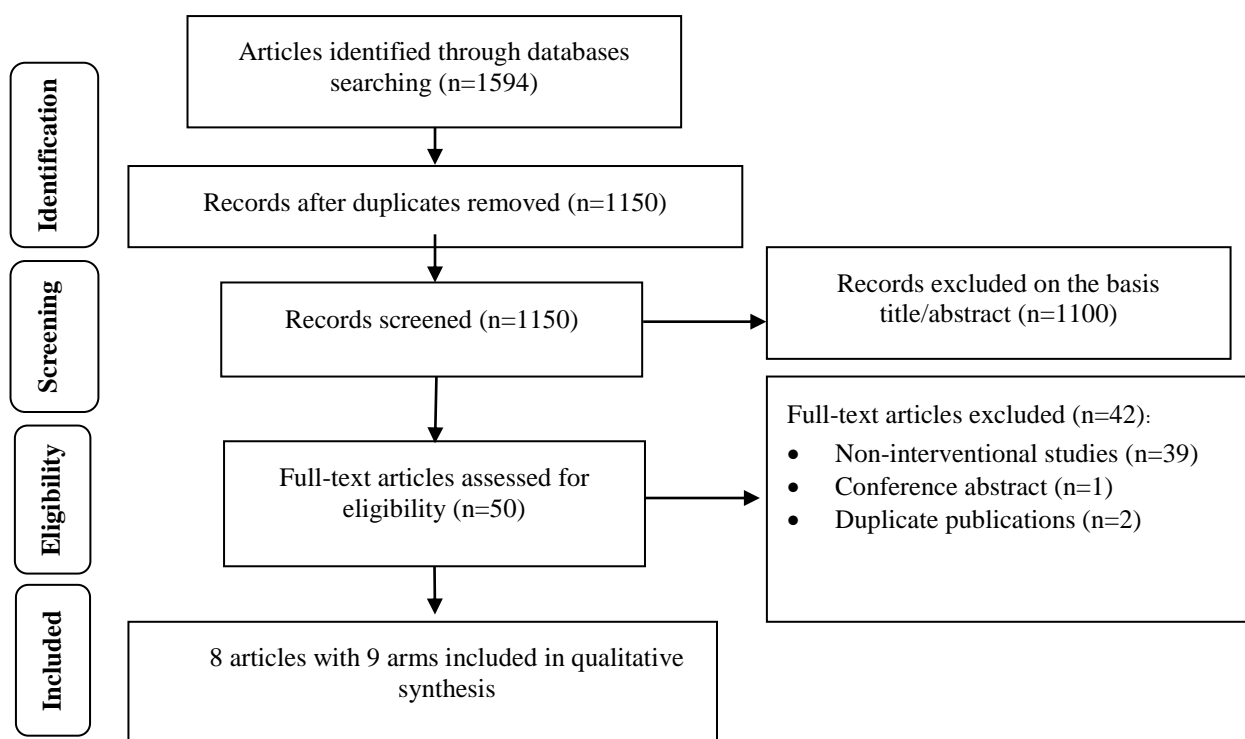 Identification
Articles identified through databases
searching (n=1594)
Records after duplicates removed (n=1150)
Screening
Records screened (n=1150)
Records excluded on the basis
title/abstract (n=1100)
Eligibility
Full-text articles assessed for
eligibility (n=50)
Full-text articles excluded (n=42):
• Non-interventional studies (n=39)
• Conference abstract (n=1)
• Duplicate publications (n=2)
Included
8 articles with 9 arms included in qualitative
synthesis